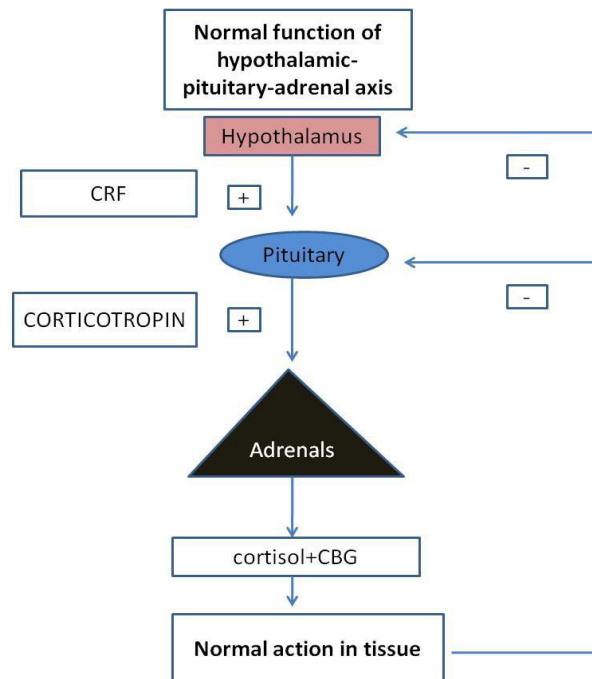 Normal function of
hypothalamic-
pituitary-adrenal axis
Hypothalamus
-
CRF
+
Pituitary
-
CORTICOTROPIN
+
Adrenals
cortisol+CBG
Normal action in tissue